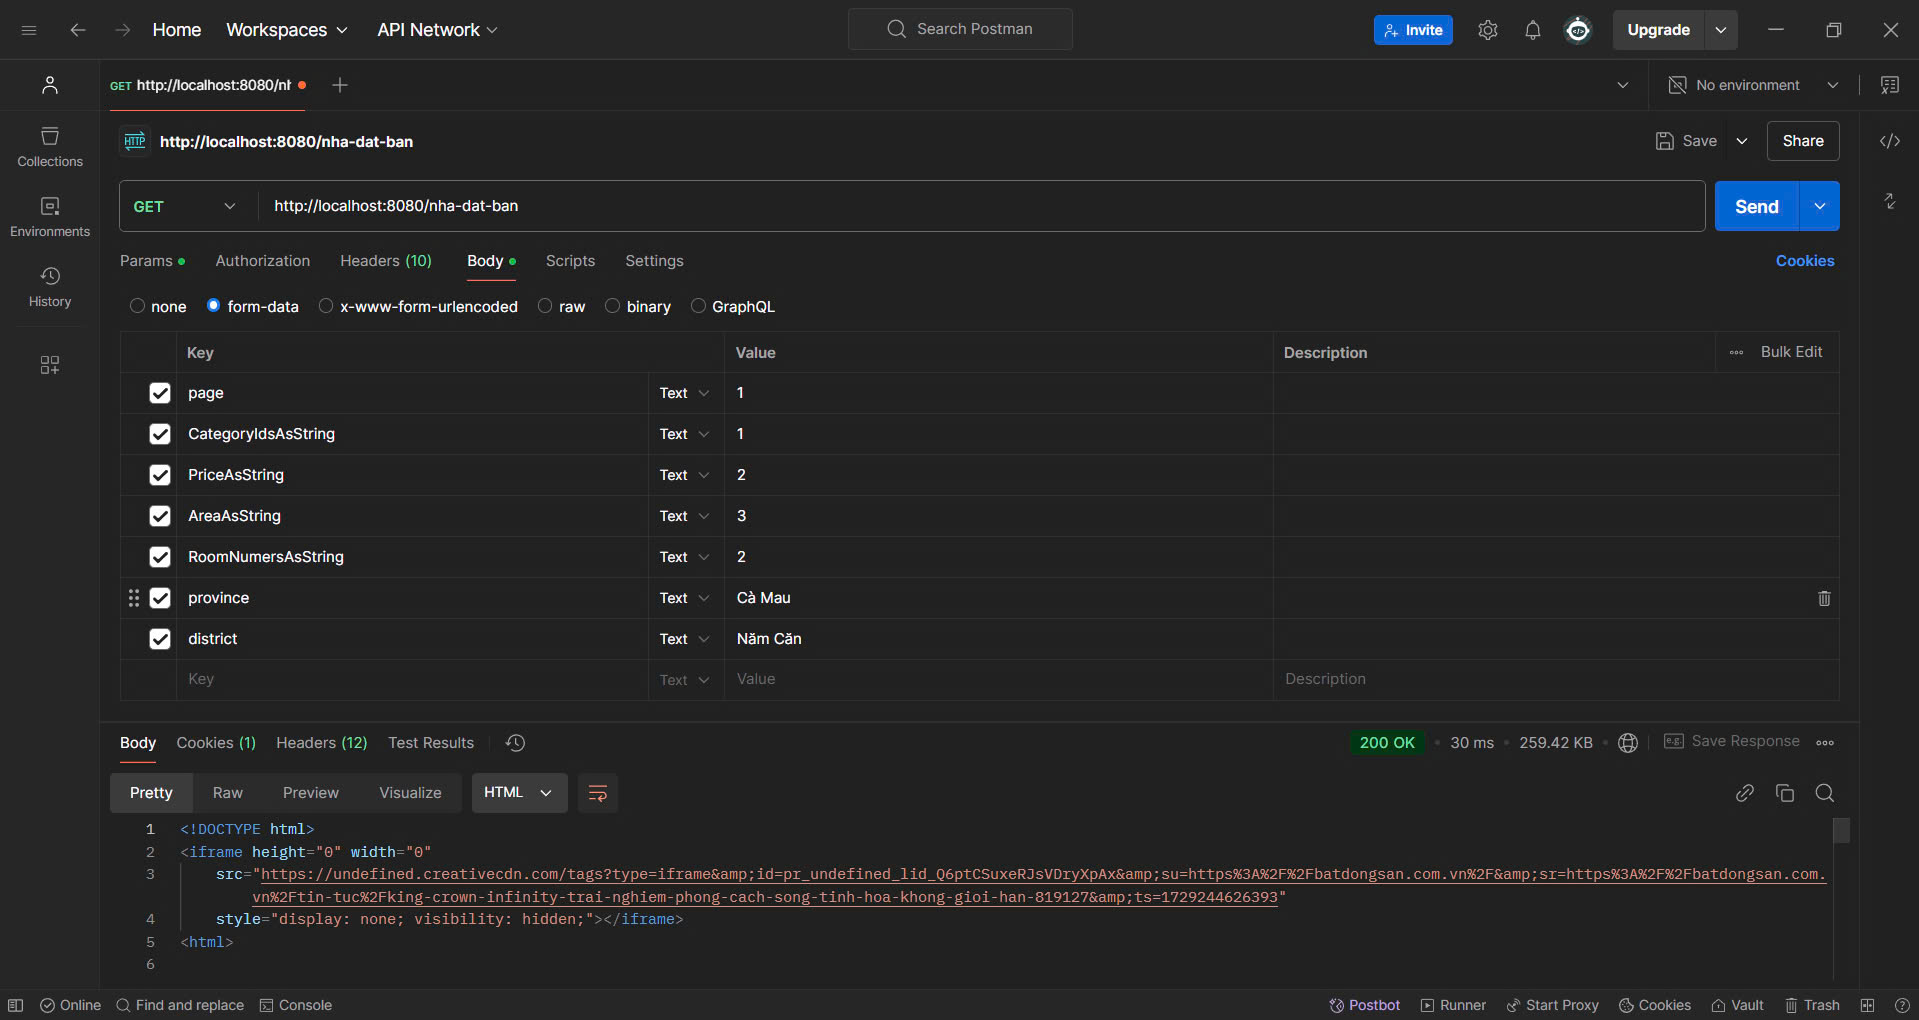 Home Workspaces API Network Search Postman Invite Upgrade
GET http://localhost:8080/nh No environment
HTTP http://localhost:8080/nha-dat-ban Save Share
Collections
GET http://localhost:8080/nha-dat-ban Send
Environments
Params Authorization Headers (10) Body Scripts Settings Cookies
History
none form-data x-www-form-urlencoded raw binary GraphQL
Key Value Description Bulk Edit
page Text 1
CategoryIdsAsString Text 1
PriceAsString Text 2
AreaAsString Text 3
RoomNumersAsString Text 2
province Text Cà Mau
district Text Năm Căn
Key Text Value Description
Body Cookies (1) Headers (12) Test Results 200 OK 30 ms 259.42 KB e.g. Save Response
Pretty Raw Preview Visualize HTML
1 <!DOCTYPE html>
2 <iframe height="0" width="0"
3 src="https://undefined.creativecdn.com/tags?type=iframe&amp;id=pr_undefined_lid_Q6ptCSuxeRJsVDryXpAx&amp;su=https%3A%2F%2Fbatdongsan.com.vn%2F&amp;sr=https%3A%2F%2Fbatdongsan.com.
vn%2Ftin-tuc%2Fking-crown-infinity-trai-nghiem-phong-cach-song-tinh-hoa-khong-gioi-han-819127&amp;ts=1729244626393"
4 style="display: none; visibility: hidden;"></iframe>
5 <html>
6
Online Find and replace Console Postbot Runner Start Proxy Cookies Vault Trash